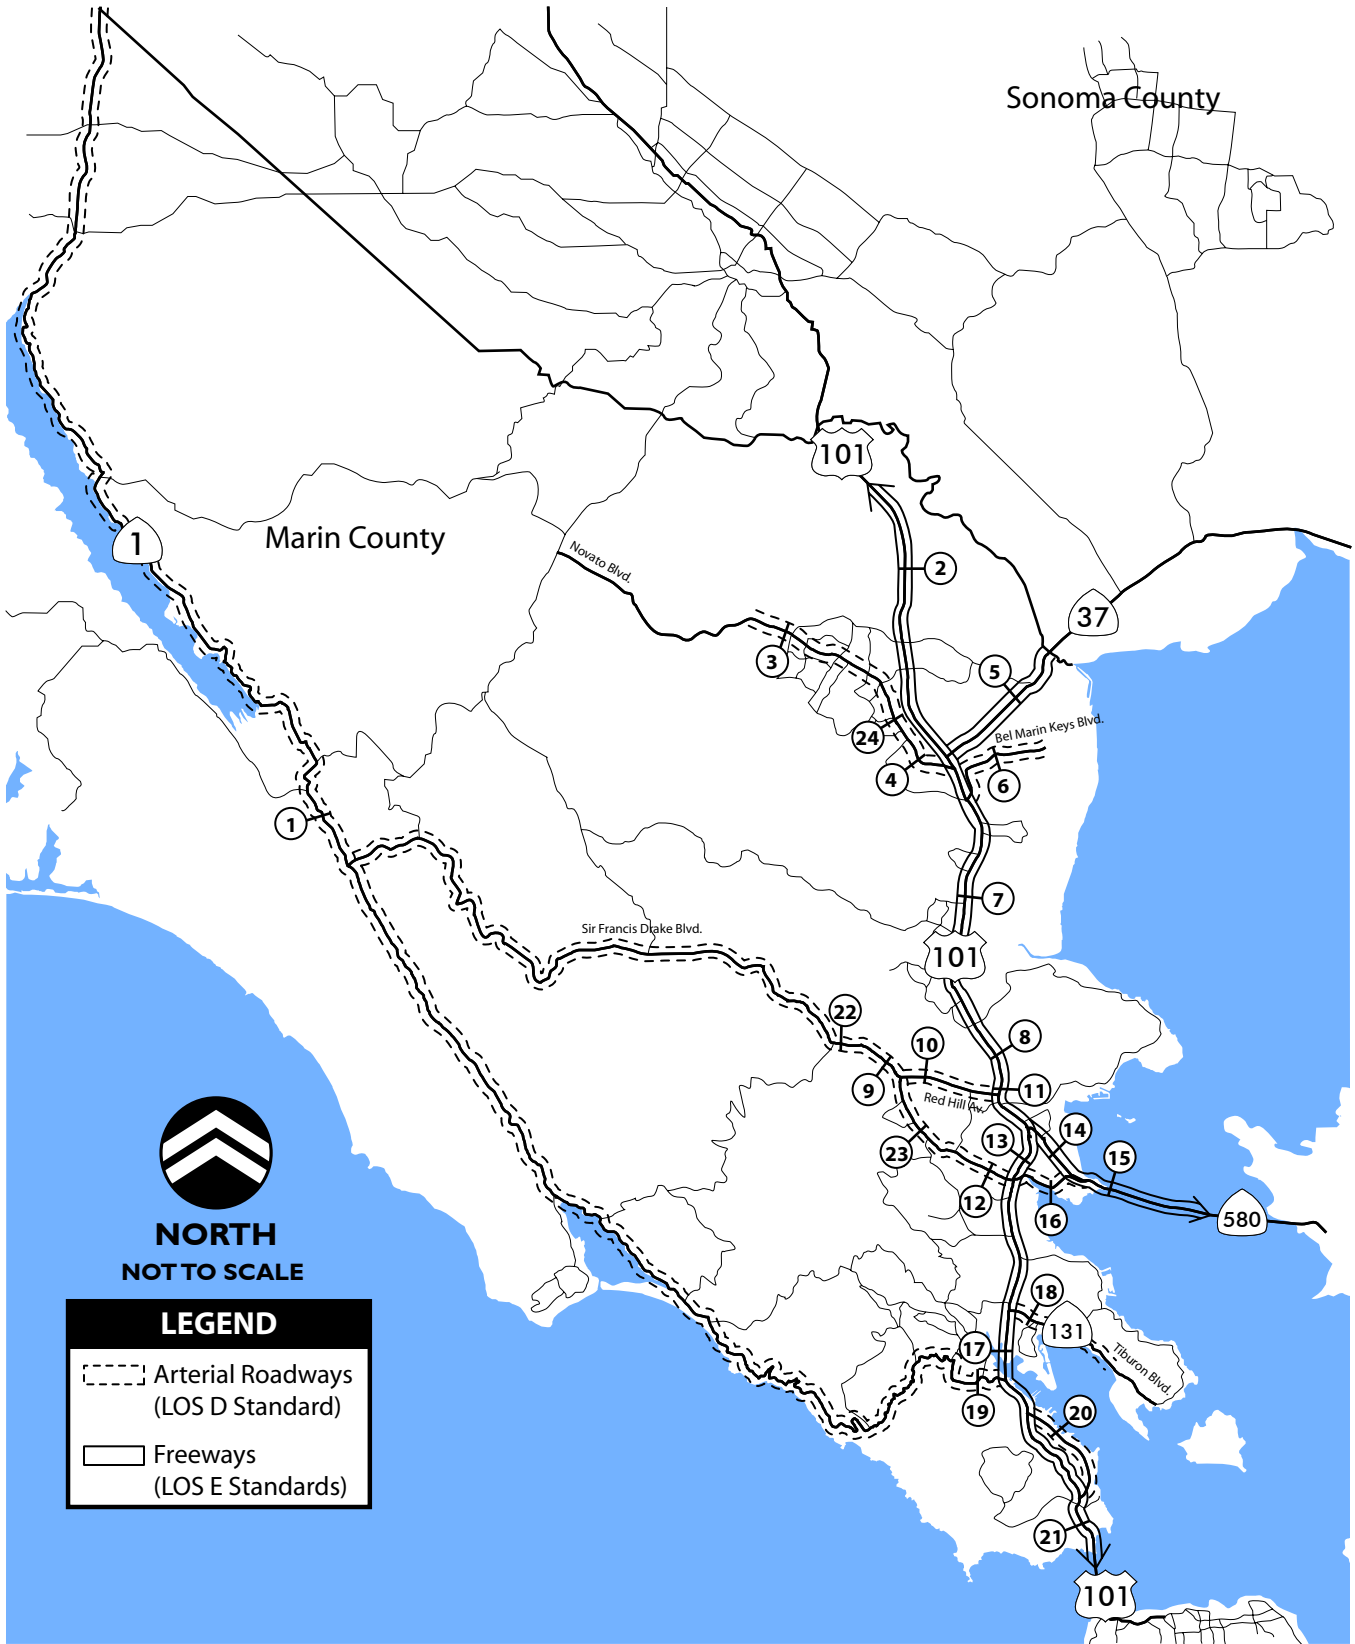 Sonoma County
101
1
Marin County
Novato Blvd.
2
37
3
5
24
Bel Marin Keys Blvd.
4
6
1
7
Sir Francis Drake Blvd.
101
22
10
8
9
11
Red Hill Av.
14
13
23
15
12
16
580
NORTH
NOT TO SCALE
18
131
17
Tiburon Blvd.
19
20
21
101
LEGEND
Arterial Roadways
(LOS D Standard)
Freeways
(LOS E Standards)